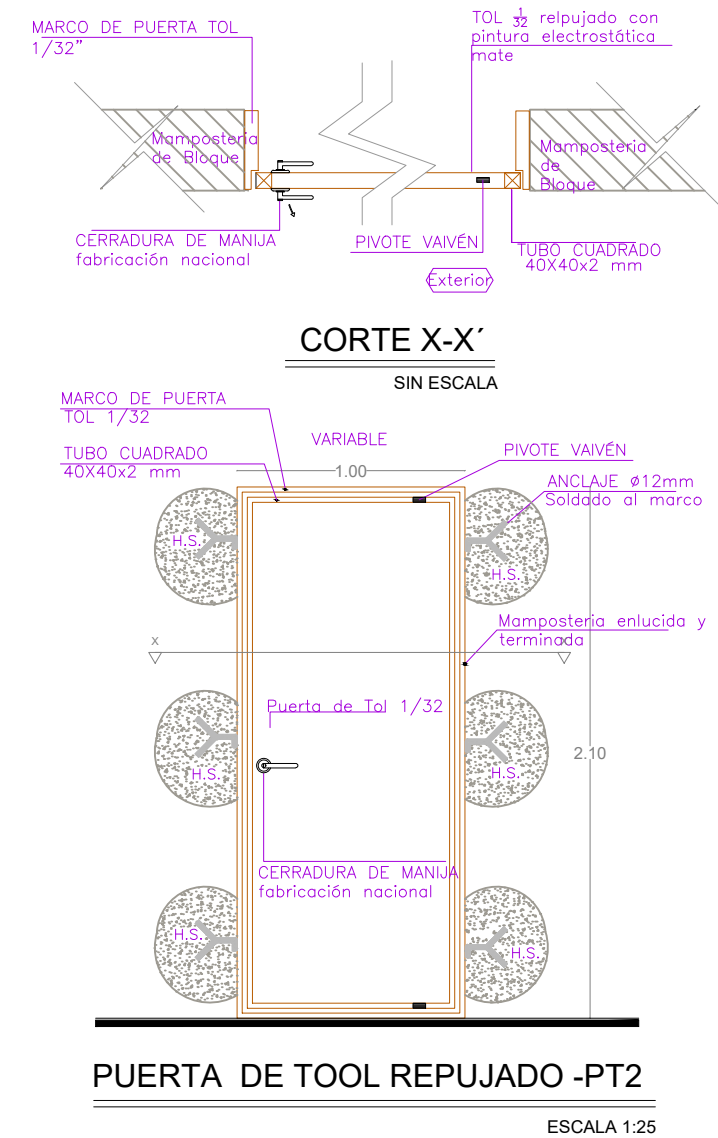 MARCO DE PUERTA TOL
1/32”
TOL 1/32 relpujado con
pintura electrostática
mate
Mamposteria
de Bloque
Mamposteria
de
Bloque
CERRADURA DE MANIJA
fabricación nacional
PIVOTE VAIVÉN
TUBO CUADRADO
40X40x2 mm
Exterior
CORTE X-X´
SIN ESCALA
MARCO DE PUERTA
TOL 1/32
VARIABLE
TUBO CUADRADO
40X40x2 mm
1.00
PIVOTE VAIVÉN
ANCLAJE ø12mm
Soldado al marco
H.S.
H.S.
H.S.
Mamposteria enlucida y
terminada
x
x
Puerta de Tol 1/32
2.10
H.S.
H.S.
CERRADURA DE MANIJA
fabricación nacional
H.S.
H.S.
PUERTA DE TOOL REPUJADO -PT2
ESCALA 1:25